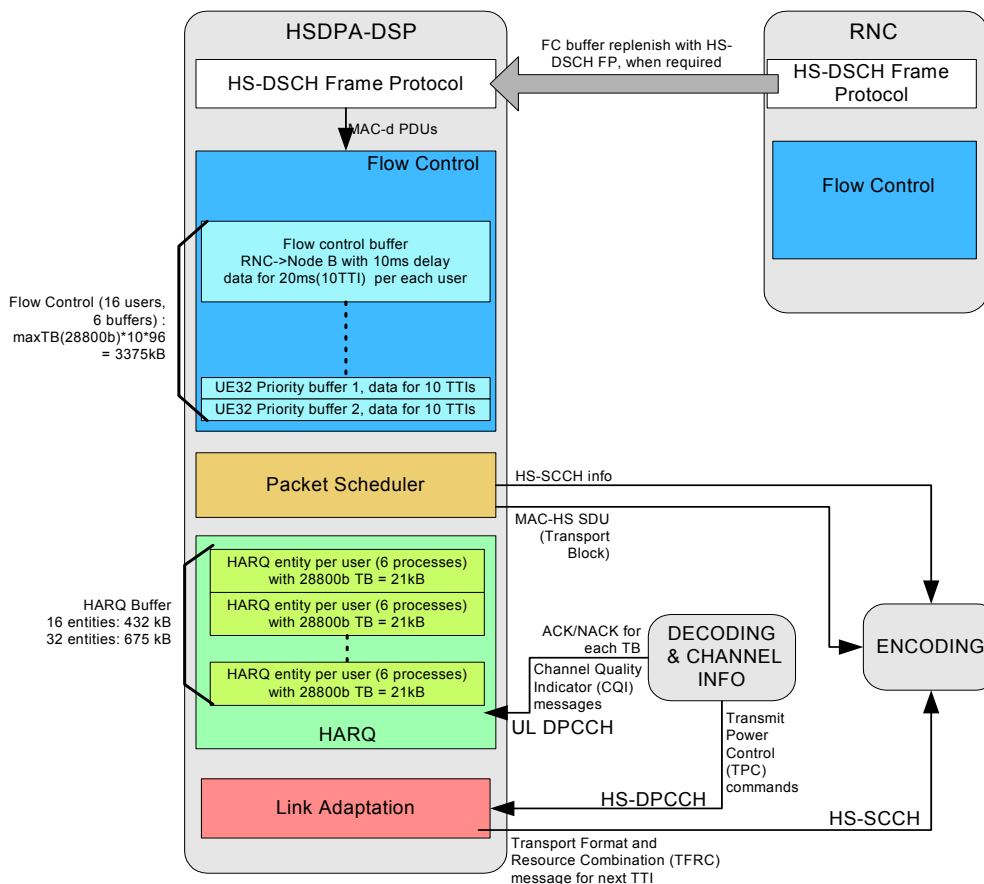 HSDPA-DSP
HS-DSCH Frame Protocol
MAC-d PDUs
FC buffer replenish with HS-
DSCH FP, when required
RNC
HS-DSCH Frame
Protocol
Flow Control
Flow Control
Flow control buffer
RNC->Node B with 10ms delay
data for 20ms(10TTI) per each user
Flow Control (16 users,
6 buffers) :
maxTB(28800b)*10*96
= 3375kB
UE32 Priority buffer 1, data for 10 TTIs
UE32 Priority buffer 2, data for 10 TTIs
Packet Scheduler
HS-SCCH info
MAC-HS SDU
(Transport
Block)
HARQ entity per user (6 processes)
with 28800b TB = 21kB
HARQ entity per user (6 processes)
with 28800b TB = 21kB
HARQ entity per user (6 processes)
with 28800b TB = 21kB
HARQ
HARQ Buffer
16 entities: 432 kB
32 entities: 675 kB
ACK/NACK for
each TB
Channel Quality
Indicator (CQI)
messages
UL DPCCH
DECODING
& CHANNEL
INFO
ENCODING
Transmit
Power
Control
(TPC)
commands
HS-DPCCH
HS-SCCH
Link Adaptation
Transport Format and
Resource Combination (TFRC)
message for next TTI